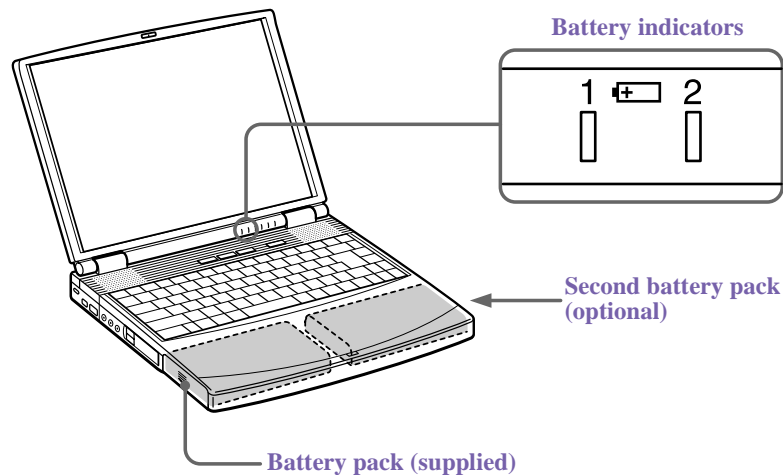 Battery indicators
1 2
Second battery pack
(optional)
Battery pack (supplied)